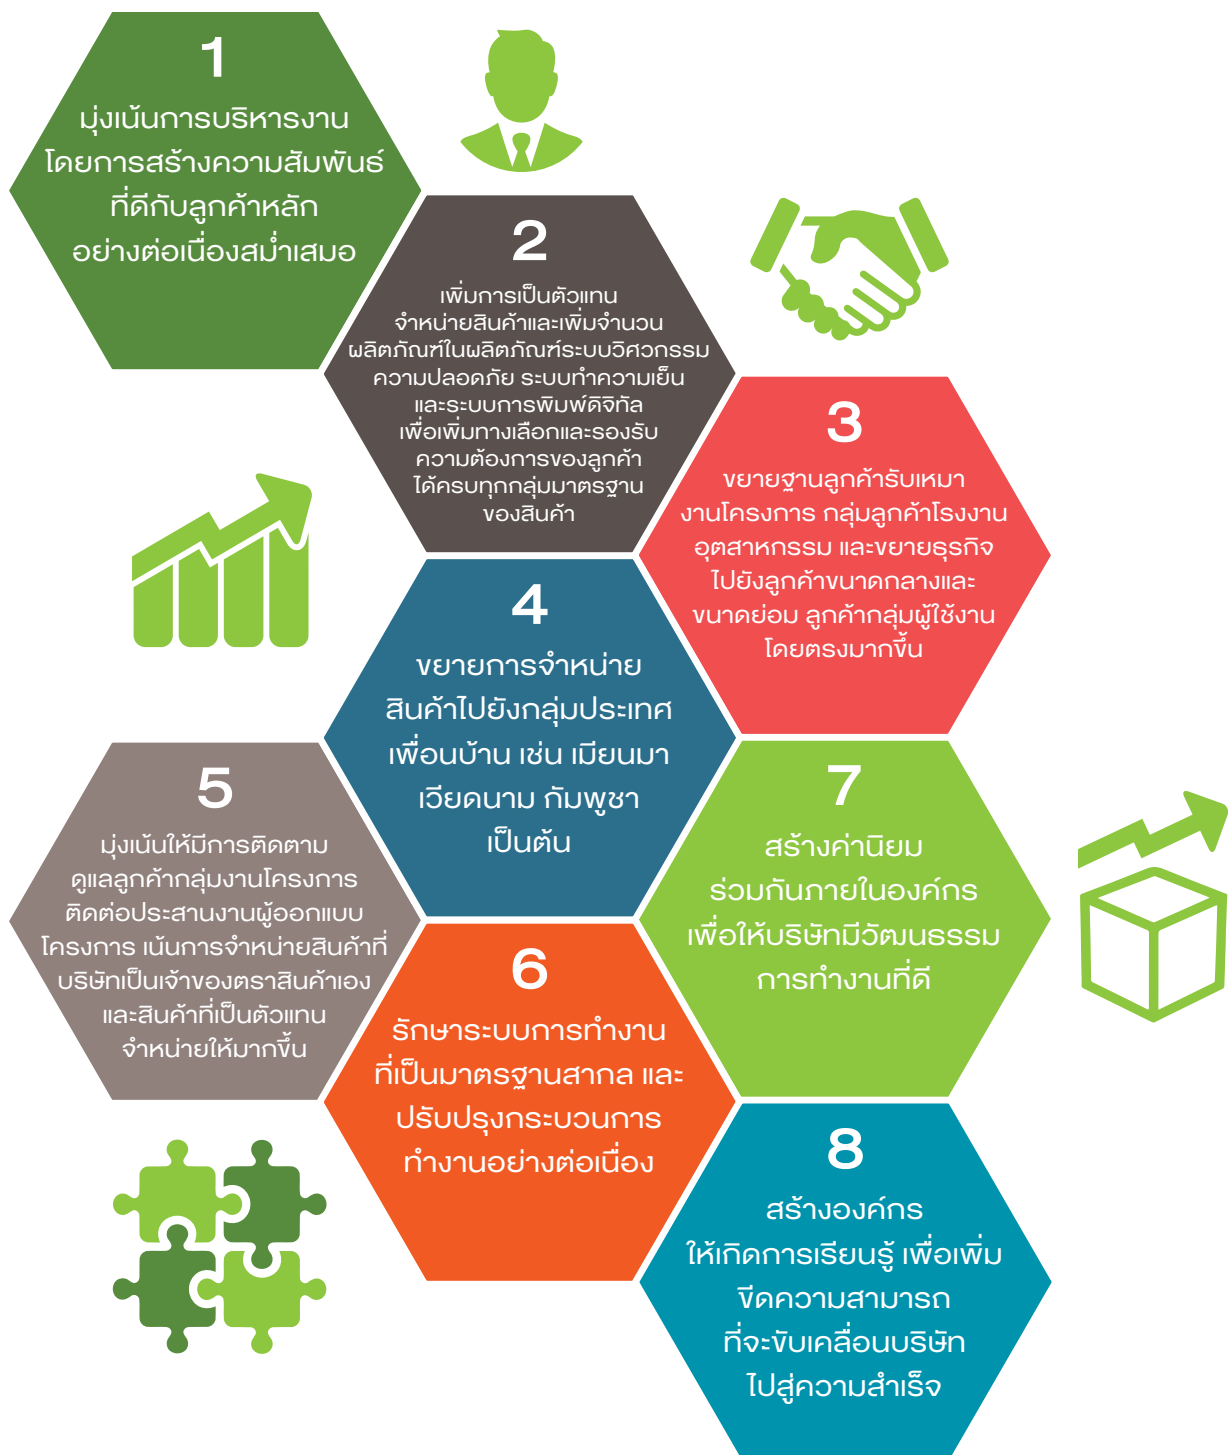 1
มุ่งเน้นการบริหารงาน
โดยการสร้างความสัมพันธ์
ที่ดีกับลูกค้าหลัก
อย่างต่อเนื่องสม่ำเสมอ
2
เพิ่มการเป็นตัวแทน
จำหน่ายสินค้าและเพิ่มจำนวน
ผลิตภัณฑ์ในผลิตภัณฑ์ระบบวิศวกรรม
ความปลอดภัย ระบบทำความเย็น
และระบบการพิมพ์ดิจิทัล
เพื่อเพิ่มทางเลือกและรองรับ
ความต้องการของลูกค้า
ได้ครบทุกกลุ่มมาตรฐาน
ของสินค้า
3
ขยายฐานลูกค้ารับเหมา
งานโครงการ กลุ่มลูกค้าโรงงาน
อุตสาหกรรม และขยายธุรกิจ
ไปยังลูกค้าขนาดกลางและ
ขนาดย่อม ลูกค้ากลุ่มผู้ใช้งาน
โดยตรงมากขึ้น
4
ขยายการจำหน่าย
สินค้าไปยังกลุ่มประเทศ
เพื่อนบ้าน เช่น เมียนมา
เวียดนาม กัมพูชา
เป็นต้น
5
มุ่งเน้นให้มีการติดตาม
ดูแลลูกค้ากลุ่มงานโครงการ
ติดต่อประสานงานผู้ออกแบบ
โครงการ เน้นการจำหน่ายสินค้าที่
บริษัทเป็นเจ้าของตราสินค้าเอง
และสินค้าที่เป็นตัวแทน
จำหน่ายให้มากขึ้น
6
รักษาระบบการทำงาน
ที่เป็นมาตรฐานสากล และ
ปรับปรุงกระบวนการ
ทำงานอย่างต่อเนื่อง
7
สร้างค่านิยม
ร่วมกันภายในองค์กร
เพื่อให้บริษัทมีวัฒนธรรม
การทำงานที่ดี
8
สร้างองค์กร
ให้เกิดการเรียนรู้ เพื่อเพิ่ม
ขีดความสามารถ
ที่จะขับเคลื่อนบริษัท
ไปสู่ความสำเร็จ